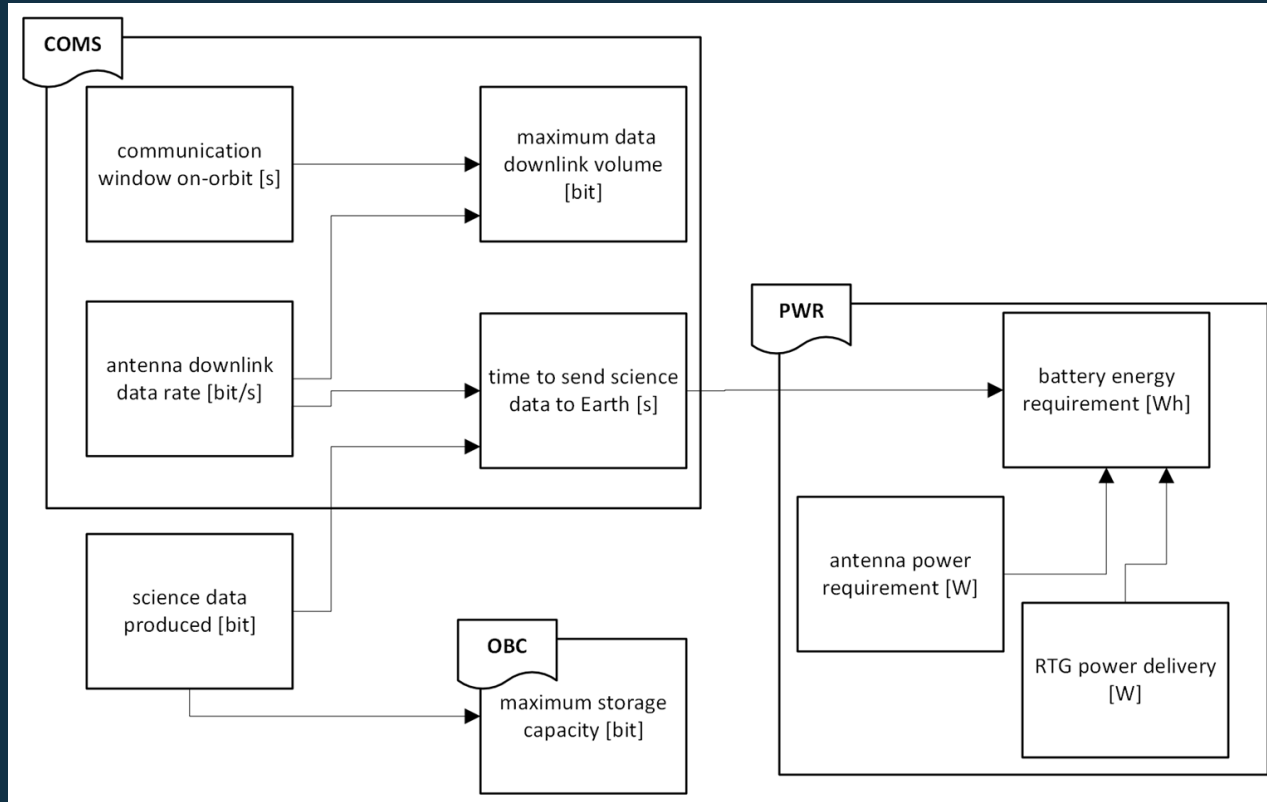 COMS
communication
window on-orbit [s]
maximum data
downlink volume
[bit]
antenna downlink
data rate [bit/s]
time to send science
data to Earth [s]
PWR
battery energy
requirement [Wh]
antenna power
requirement [W]
science data
produced [bit]
OBC
maximum storage
capacity [bit]
RTG power delivery
[W]